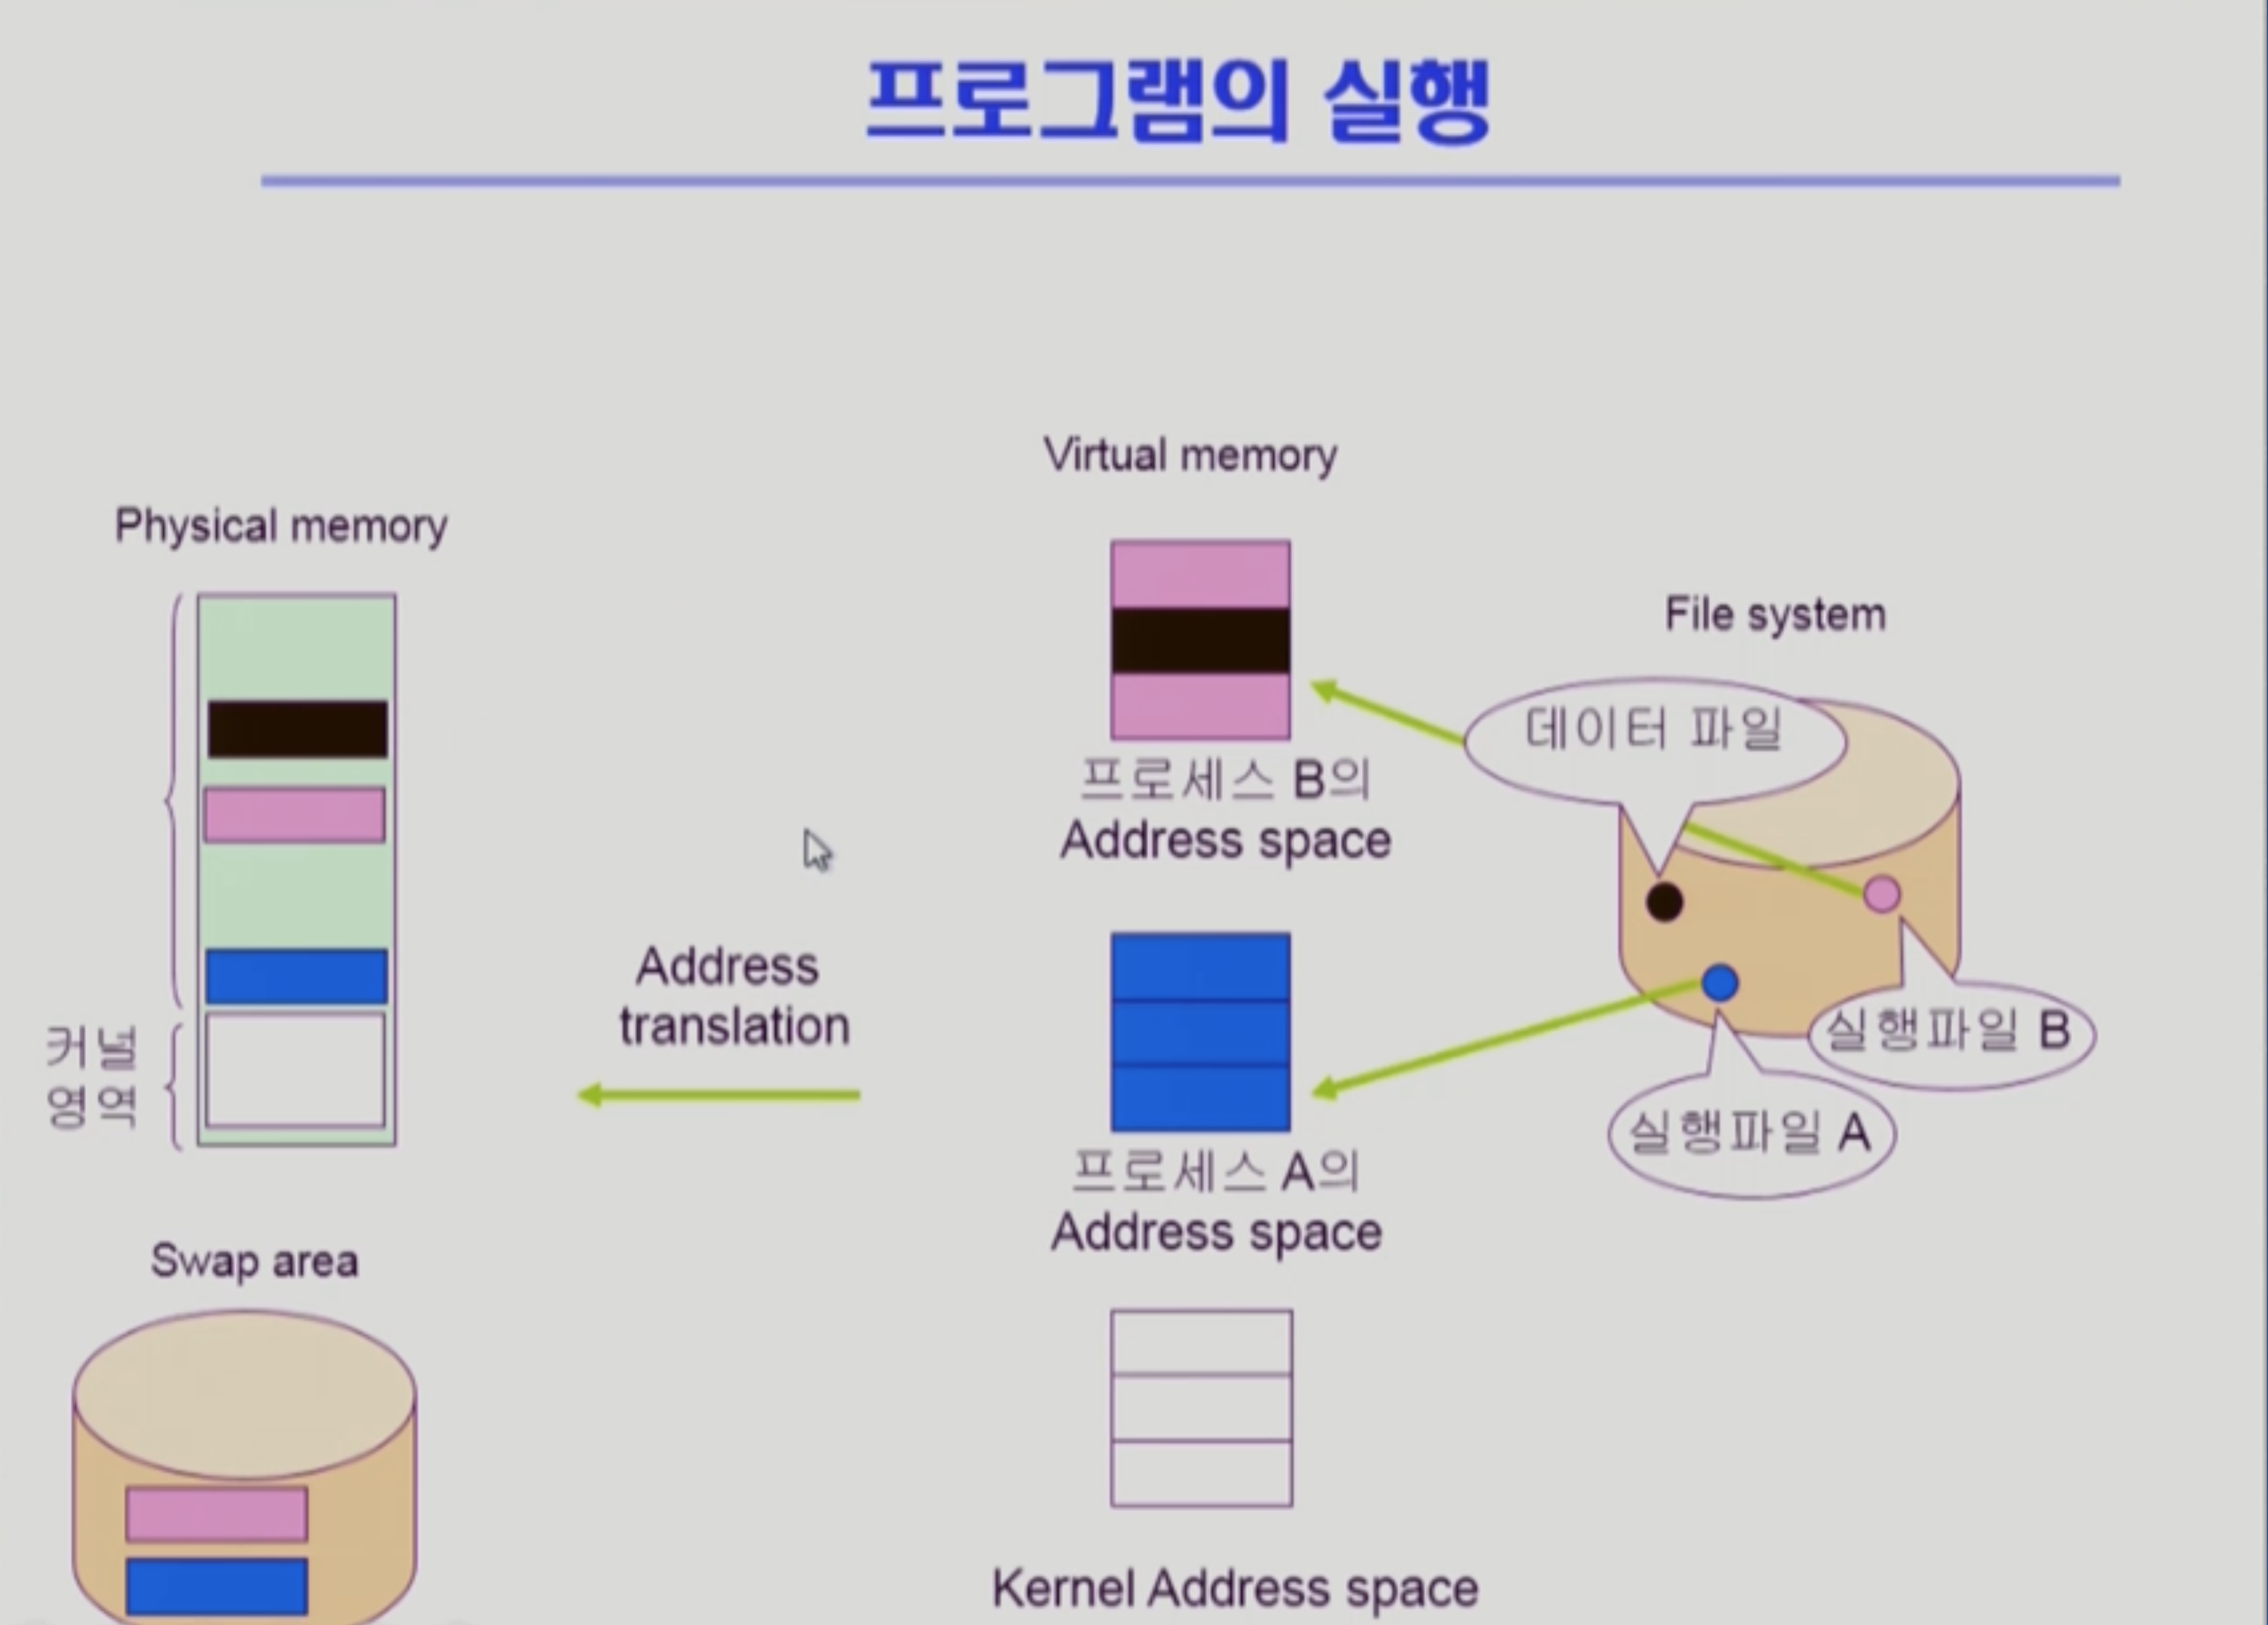 프로그램의 실행
Virtual memory
Physical memory
File system
데이터 파일
프로세스 B의
Address space
Address
translation
커널
영역
실행파일 B
실행파일 A
프로세스 A의
Address space
Swap area
Kernel Address space